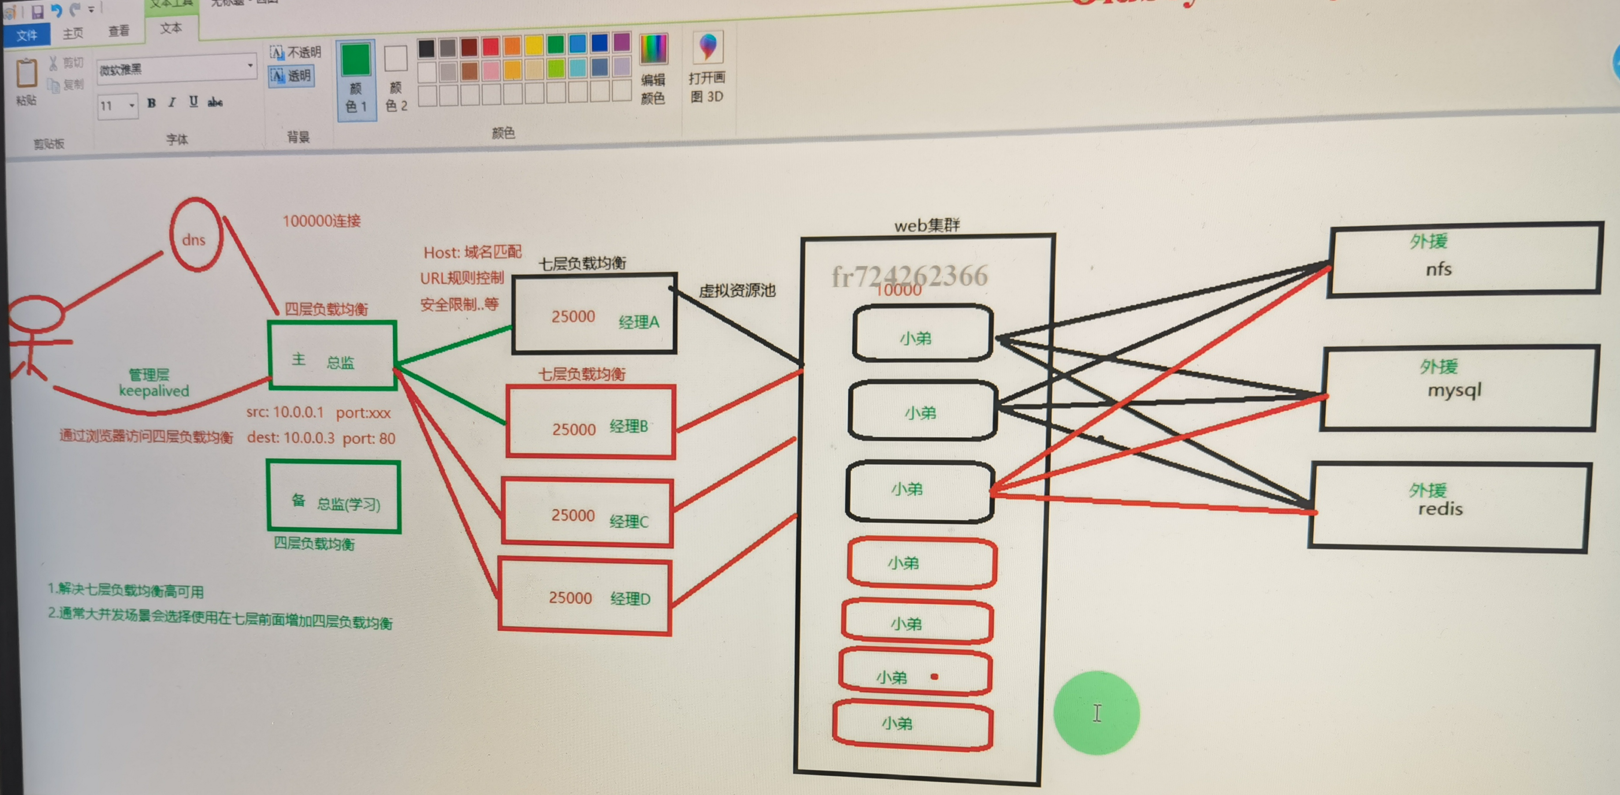 文件
主页
查看
文本
粘贴
剪切
复制
剪贴板
微软雅黑
11
B
I
U
abc
字体
A
不透明
A
透明
背景
颜
色 1
颜
色 2
颜色
编辑
颜色
打开画
图 3D
dns
100000连接
四层负载均衡
主 总监
管理层
keepalived
src: 10.0.0.1 port:xxx
通过浏览器访问四层负载均衡 dest: 10.0.0.3 port: 80
备 总监(学习)
四层负载均衡
1.解决七层负载均衡高可用
2.通常大并发场景会选择使用在七层前面增加四层负载均衡
Host: 域名匹配
URL规则控制
安全限制..等
七层负载均衡
25000 经理A
七层负载均衡
25000 经理B
25000 经理C
25000 经理D
虚拟资源池
web集群
fr724262366
10000
小弟
小弟
小弟
小弟
小弟
小弟
小弟
外援
nfs
外援
mysql
外援
redis